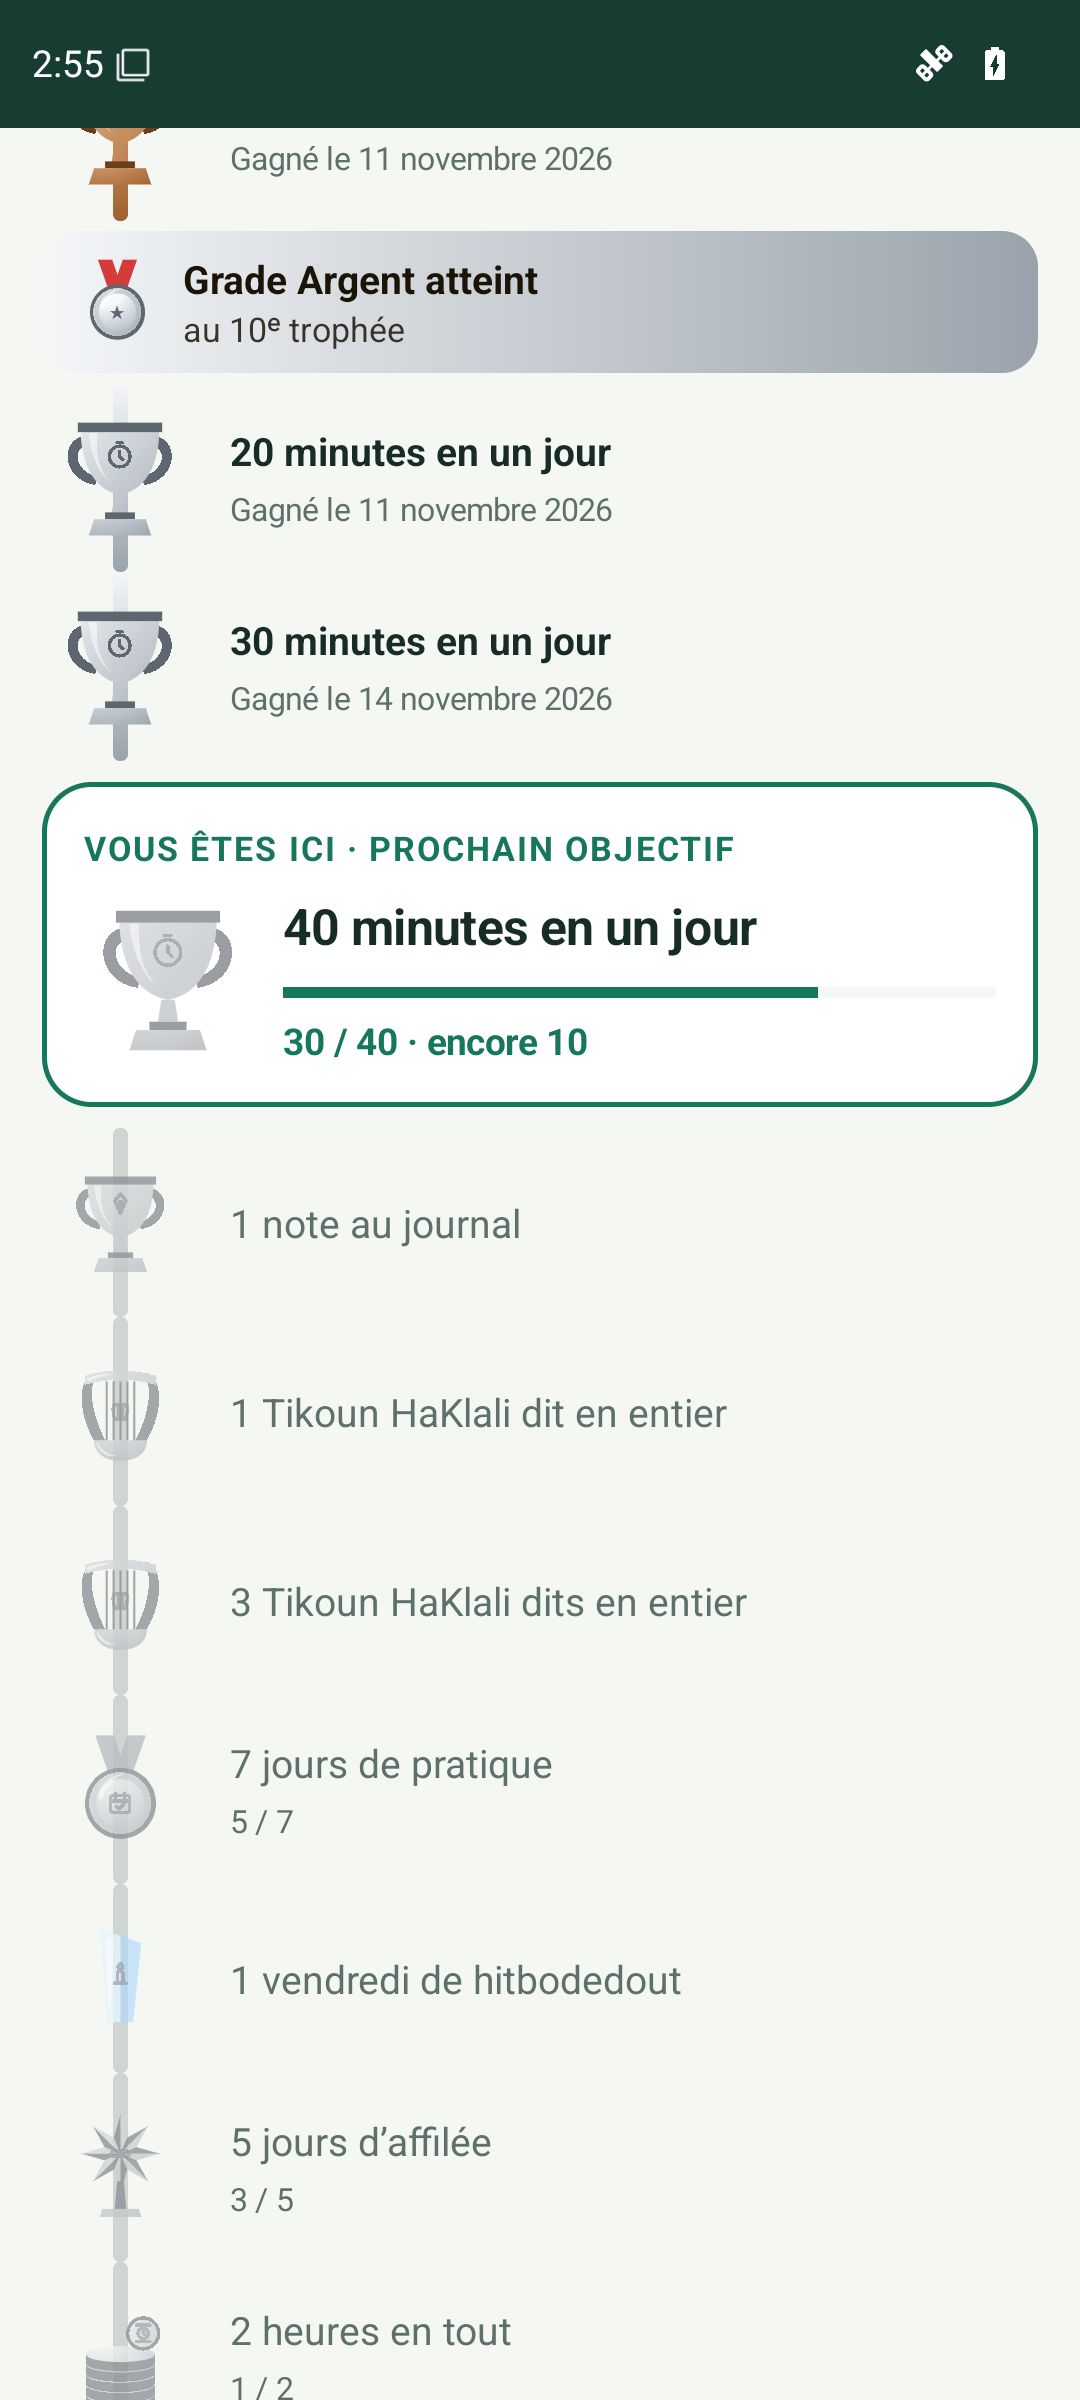 2:55
Gagné le 11 novembre 2026
Grade Argent atteint
au 10ᵉ trophée
20 minutes en un jour
Gagné le 11 novembre 2026
30 minutes en un jour
Gagné le 14 novembre 2026
VOUS ÊTES ICI · PROCHAIN OBJECTIF
40 minutes en un jour
30 / 40 · encore 10
1 note au journal
1 Tikoun HaKlali dit en entier
3 Tikoun HaKlali dits en entier
7 jours de pratique
5 / 7
1 vendredi de hitbodedout
5 jours d’affilée
3 / 5
2 heures en tout
1 / 2